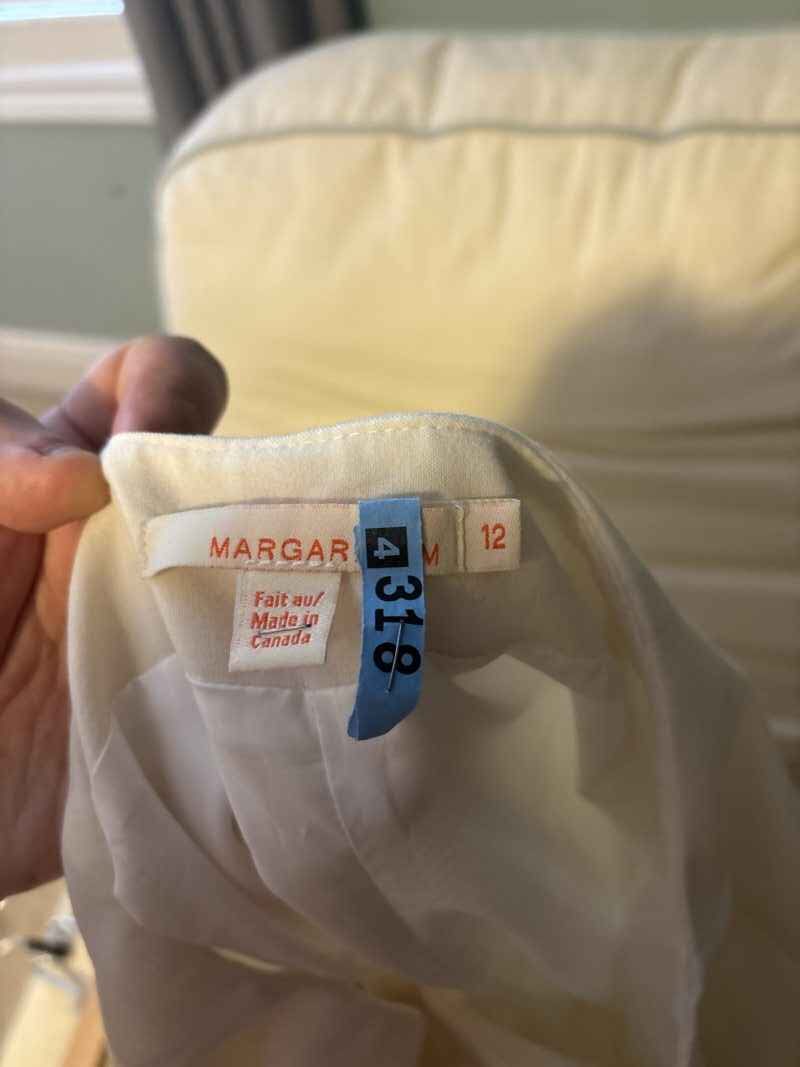 MARGAR M
12
Fait au/
Made in
Canada
4
318